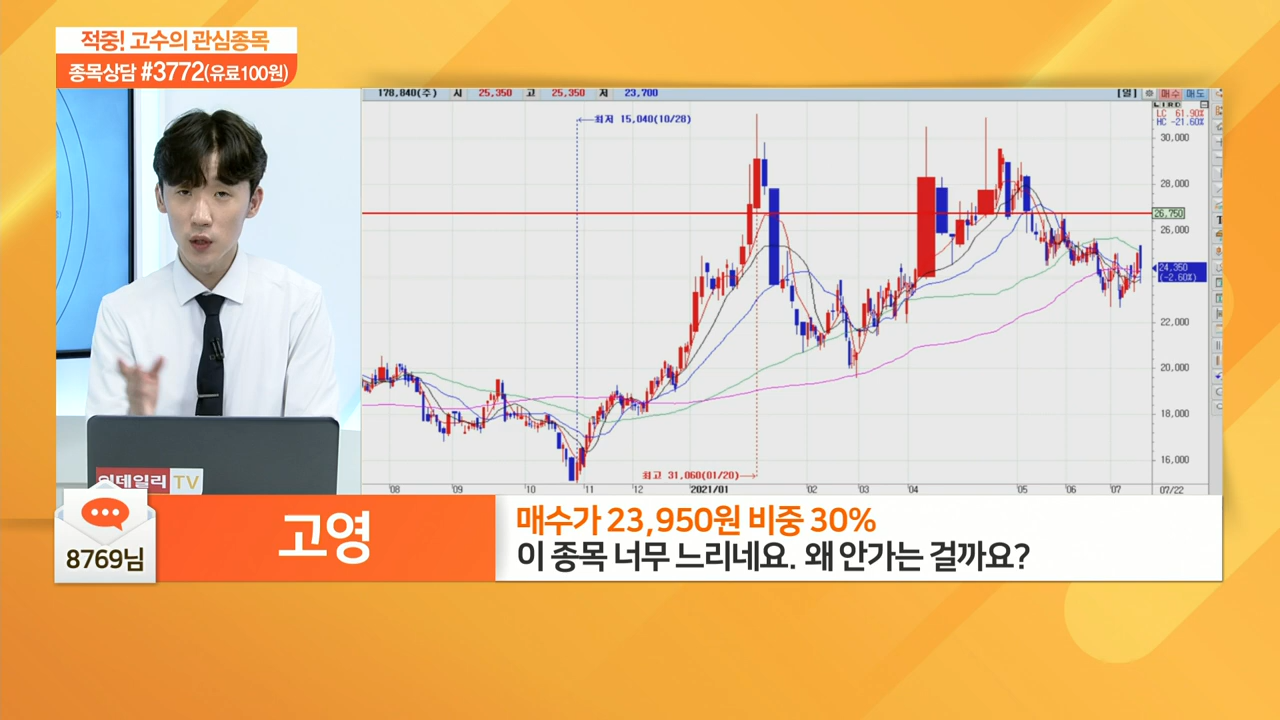 적중! 고수의 관심종목
종목상담 #3772(유료100원)
178,840(주) 시 25,350 고 25,350 저 23,700 [일] 매수 매도
LC 61.90%
HC -21.60%
최저 15,040(10/28)
30,000
28,000
26,750
26,000
24,350
(-2.60%)
22,000
20,000
18,000
16,000
최고 31,060(01/20)
'08 '09 '10 '11 '12 2021/01 '02 '03 '04 '05 '06 '07 07/22
이데일리 TV
8769님
고영
매수가 23,950원 비중 30%
이 종목 너무 느리네요. 왜 안가는 걸까요?